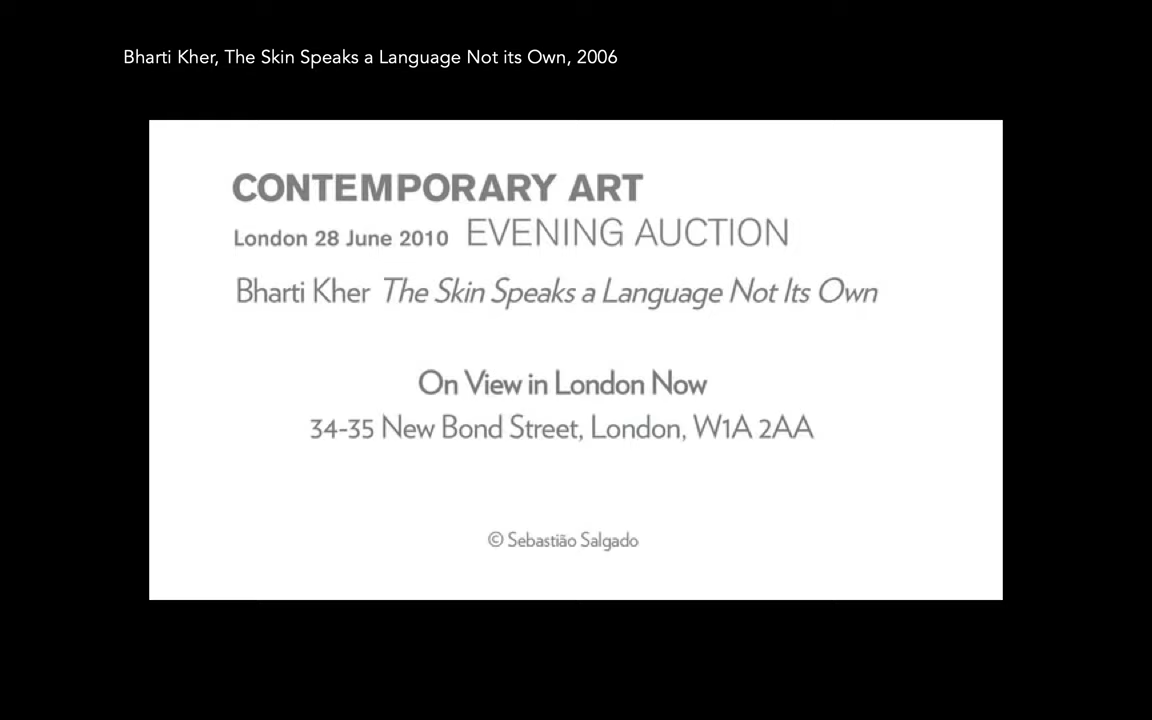 Bharti Kher, The Skin Speaks a Language Not its Own, 2006
CONTEMPORARY ART
London 28 June 2010 EVENING AUCTION
Bharti Kher The Skin Speaks a Language Not Its Own
On View in London Now
34-35 New Bond Street, London, W1A 2AA
© Sebastião Salgado